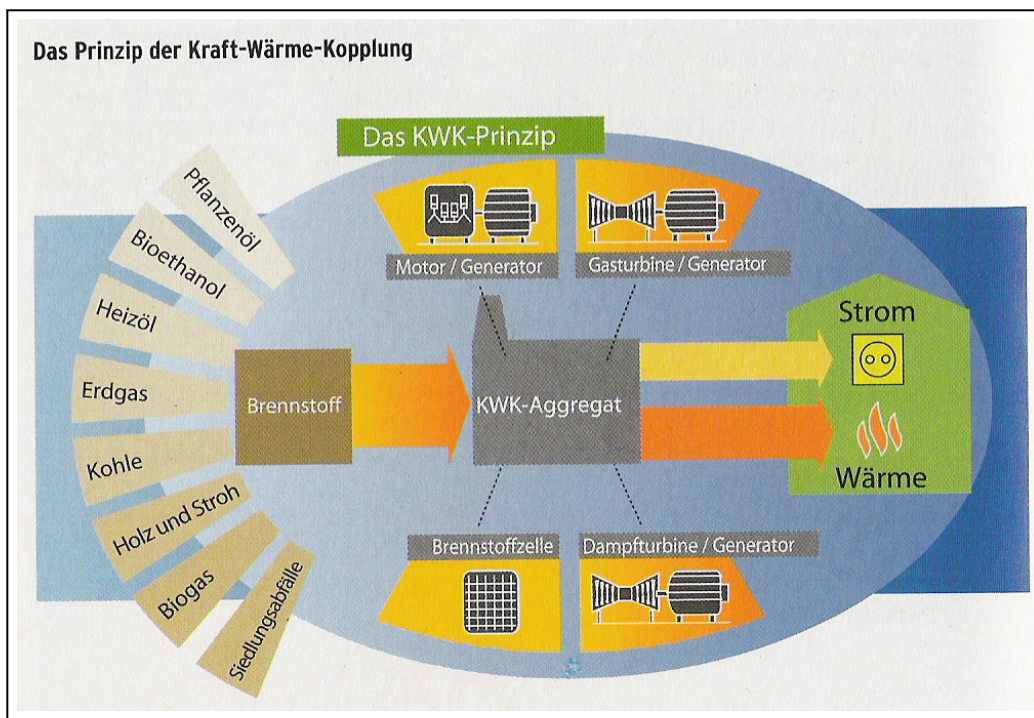 Das Prinzip der Kraft-Wärme-Kopplung
Das KWK-Prinzip
Pflanzenöl
Bioethanol
Heizöl
Erdgas
Kohle
Holz und Stroh
Biogas
Siedlungsabfälle
Brennstoff
Motor / Generator
Gasturbine / Generator
KWK-Aggregat
Brennstoffzelle
Dampfturbine / Generator
Strom
Wärme